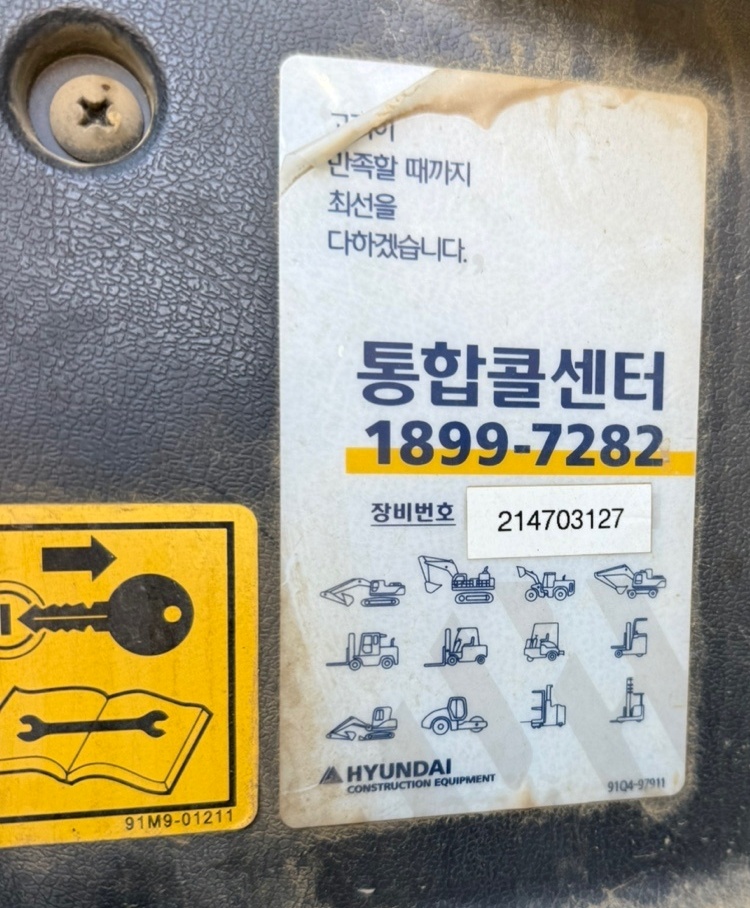 만족할 때까지
최선을
다하겠습니다.
통합콜센터
1899-7282
장비번호 214703127
HYUNDAI
CONSTRUCTION EQUIPMENT
91Q4-97911
91M9-01211